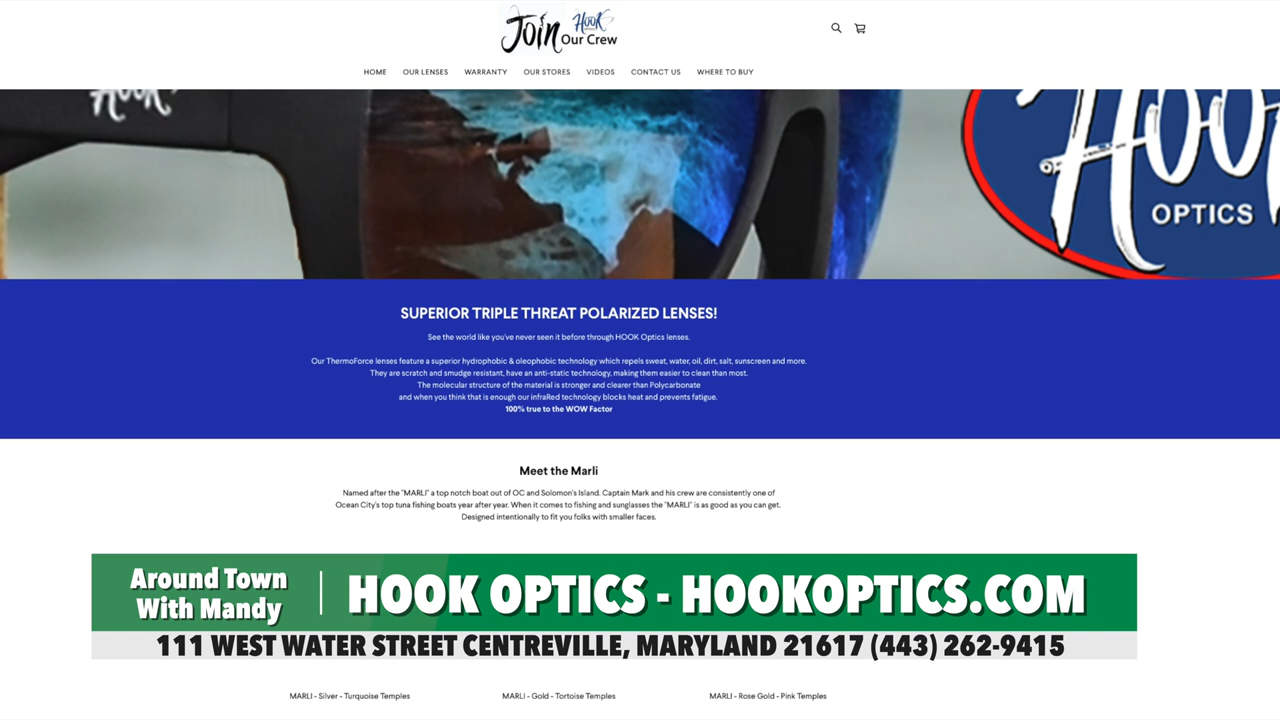 Join
HOOK
Our Crew
HOME OUR LENSES WARRANTY OUR STORES VIDEOS CONTACT US WHERE TO BUY
HOOK
HOOK
OPTICS
SUPERIOR TRIPLE THREAT POLARIZED LENSES!
See the world like you've never seen it before through HOOK Optics lenses.
Our ThermoForce lenses feature a superior hydrophobic & oleophobic technology which repels sweat, water, oil, dirt, salt, sunscreen and more.
They are scratch and smudge resistant, have an anti-static technology, making them easier to clean than most.
The molecular structure of the material is stronger and clearer than Polycarbonate
and when you think that is enough our infraRed technology blocks heat and prevents fatigue.
100% true to the WOW Factor
Meet the Marli
Named after the "MARLI" a top notch boat out of OC and Solomon's Island. Captain Mark and his crew are consistently one of
Ocean City's top tuna fishing boats year after year. When it comes to fishing and sunglasses the "MARLI" is as good as you can get.
Designed intentionally to fit you folks with smaller faces.
Around Town
With Mandy
HOOK OPTICS - HOOKOPTICS.COM
111 WEST WATER STREET CENTREVILLE, MARYLAND 21617 (443) 262-9415
MARLI - Silver - Turquoise Temples
MARLI - Gold - Tortoise Temples
MARLI - Rose Gold - Pink Temples